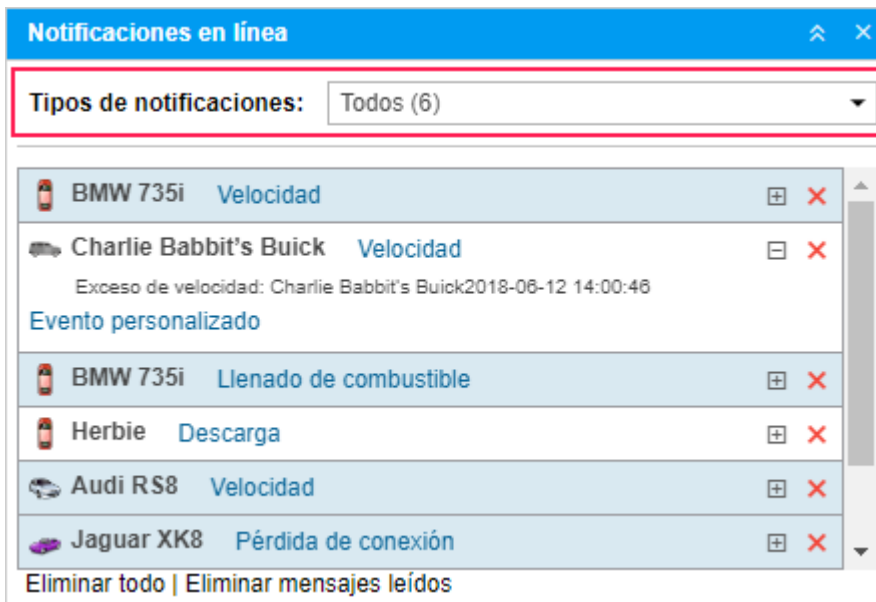 Notificaciones en línea
Tipos de notificaciones: Todos (6)
BMW 735i Velocidad
Charlie Babbit's Buick Velocidad
Exceso de velocidad: Charlie Babbit's Buick2018-06-12 14:00:46
Evento personalizado
BMW 735i Llenado de combustible
Herbie Descarga
Audi RS8 Velocidad
Jaguar XK8 Pérdida de conexión
Eliminar todo | Eliminar mensajes leídos